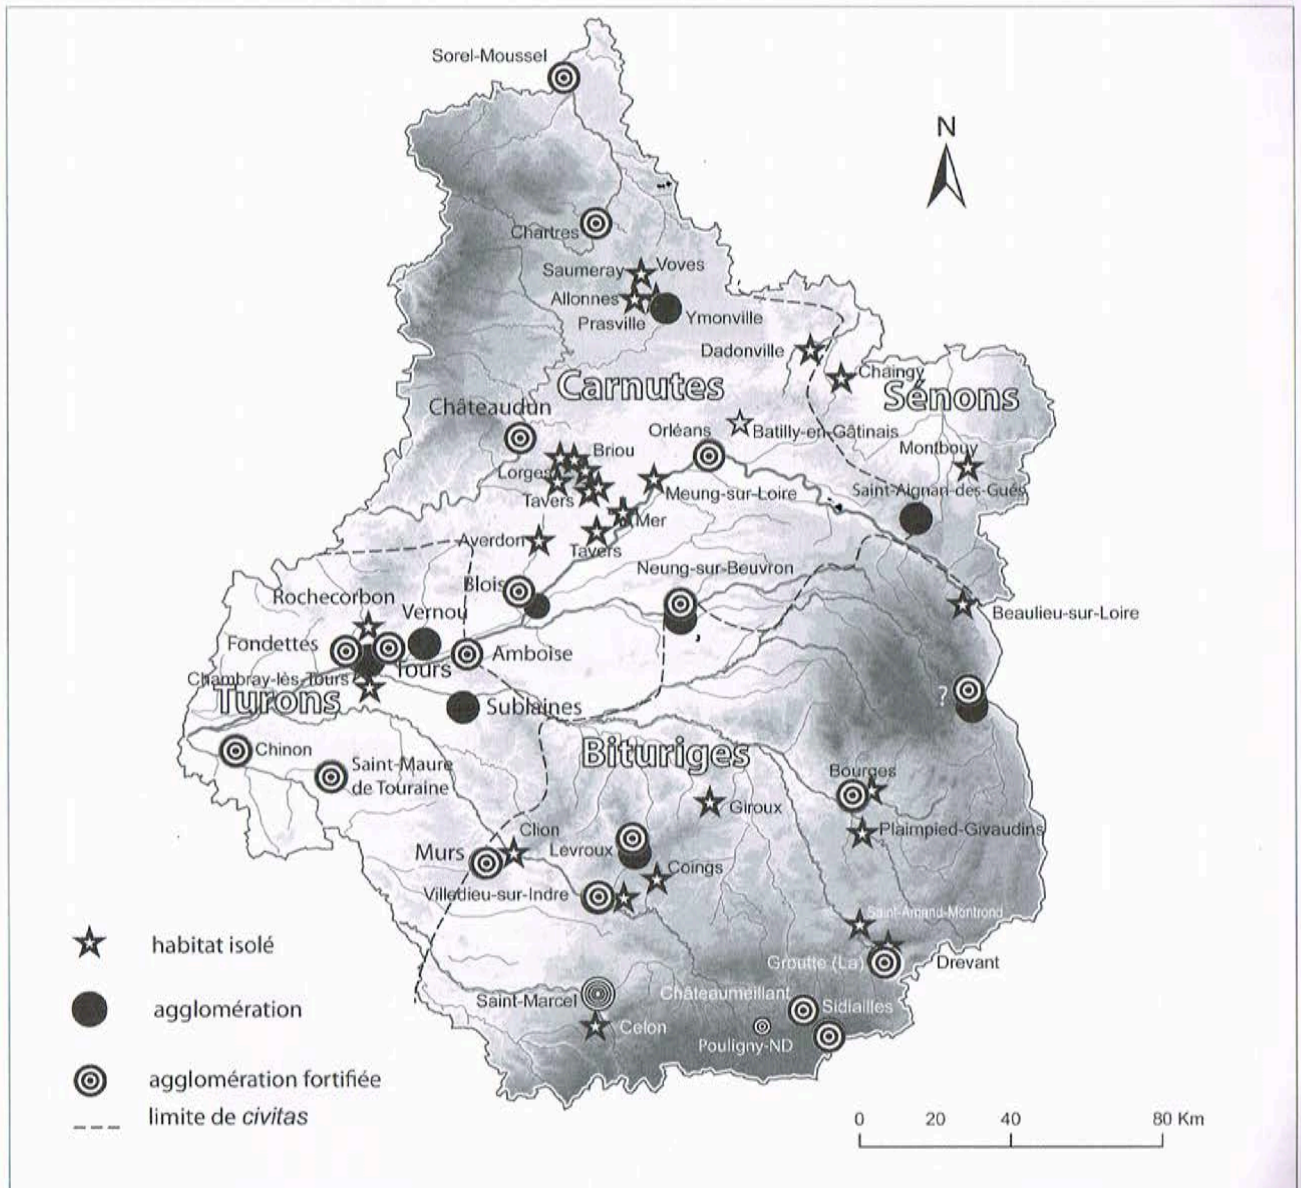 Sorel-Moussel
N
Chartres
Saumeray
Voves
Allonnes
Prasville
Ymonville
Dadonville
Chaingy
Carnutes
Sénons
Châteaudun
Orléans
Batilly-en-Gâtinais
Briou
Montbouy
Lorges
Meung-sur-Loire
Saint-Aignan-des-Gués
Tavers
Mer
Averdon
Tavers
Neung-sur-Beuvron
Blois
Rochecorbon
Vernou
Beaulieu-sur-Loire
Fondettes
Amboise
Tours
Chambray-lès-Tours
Turons
?
Sublaines
Chinon
Bituriges
Saint-Maure
de Touraine
Bourges
Giroux
Plaimpied-Givaudins
Clion
Murs
Levroux
Coings
Villedieu-sur-Indre
Saint-Amand-Montrond
habitat isolé
Groutte (La)
Drevant
Saint-Marcel
Châteaumeillant
Sidiailles
agglomération
Celon
Pouligny-ND
agglomération fortifiée
limite de civitas
0 20 40 80 Km